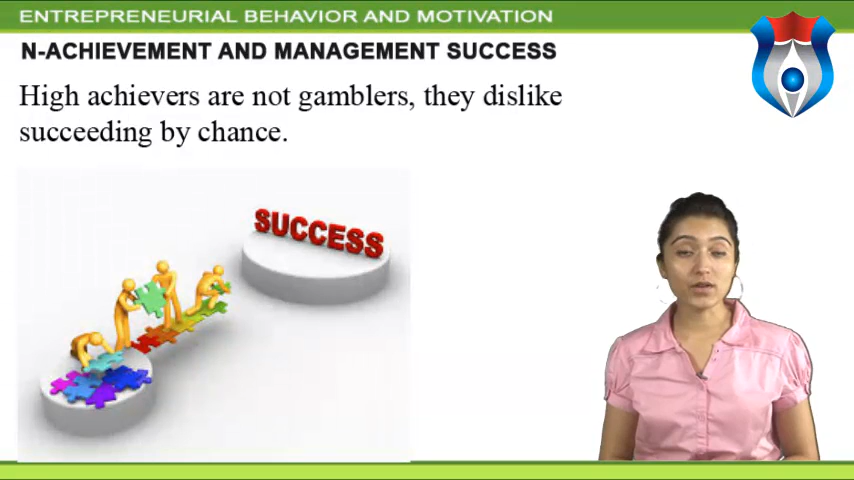 ENTREPRENEURIAL BEHAVIOR AND MOTIVATION
N-ACHIEVEMENT AND MANAGEMENT SUCCESS
High achievers are not gamblers, they dislike
succeeding by chance.
SUCCESS